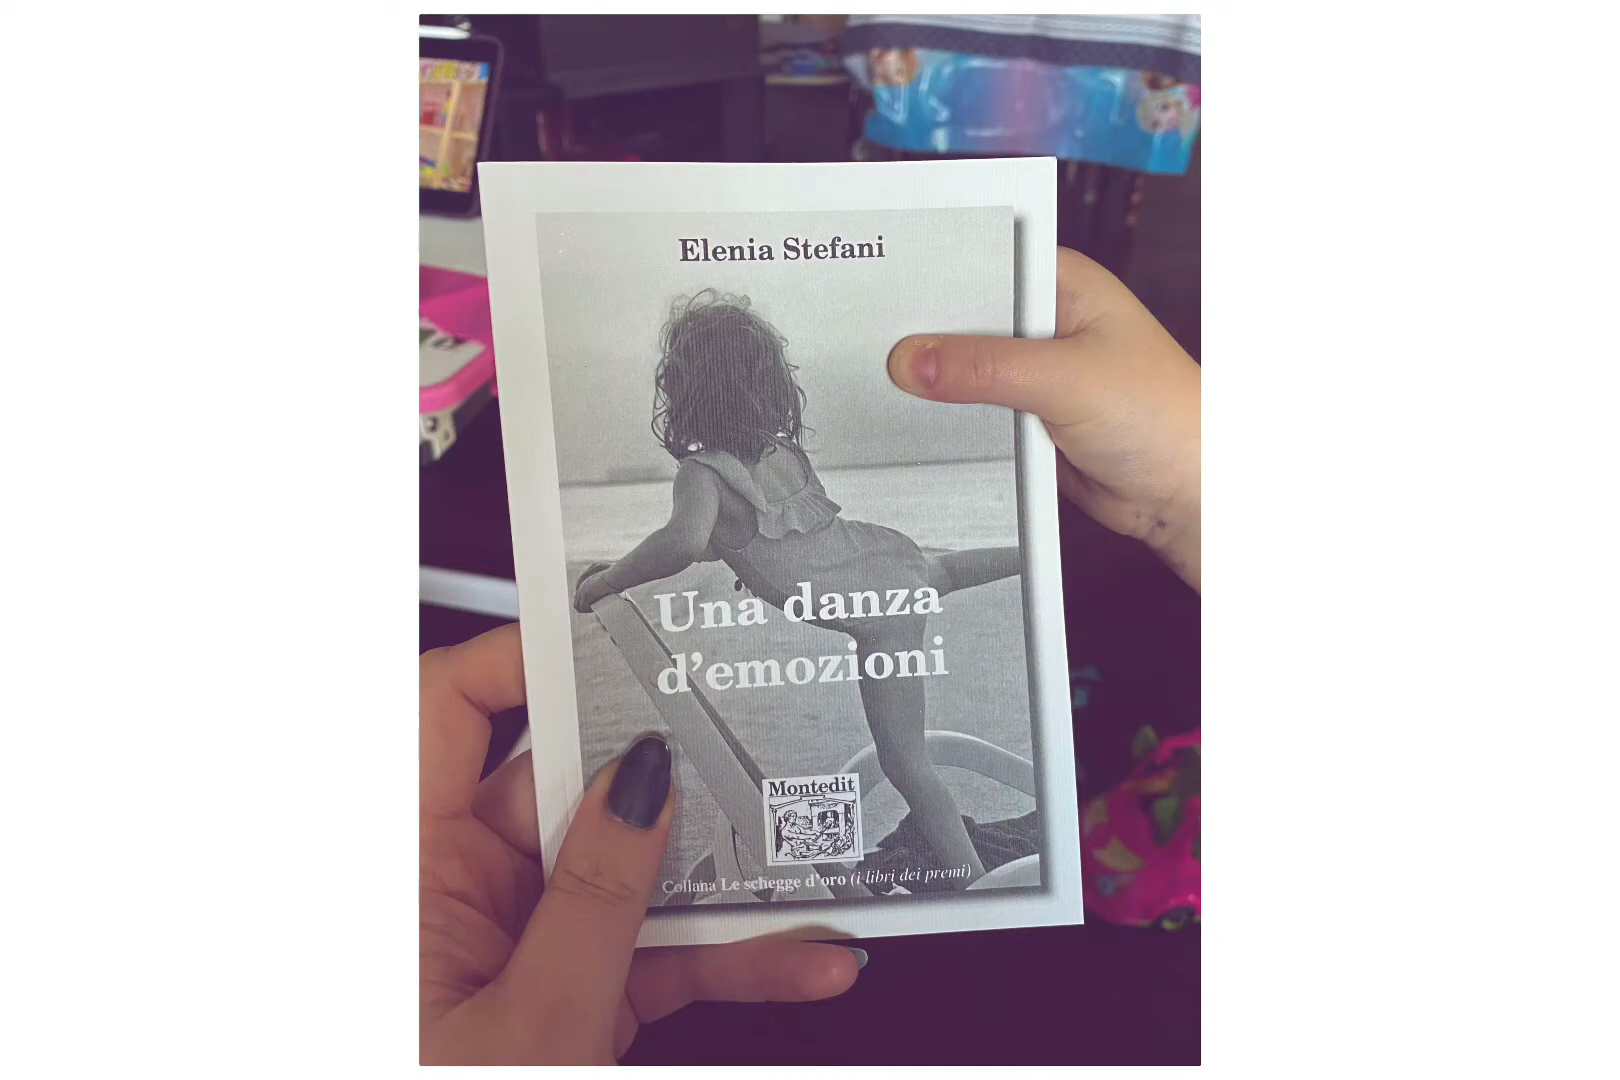 Elenia Stefani
Una danza
d'emozioni
Montedit
Collana Le schegge d'oro (i libri dei premi)